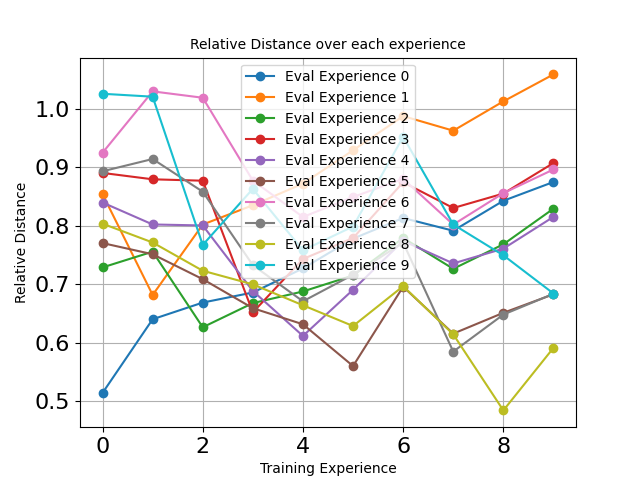 Relative Distance over each experience
Eval Experience 0
Eval Experience 1
Eval Experience 2
Eval Experience 3
Eval Experience 4
Eval Experience 5
Eval Experience 6
Eval Experience 7
Eval Experience 8
Eval Experience 9
Relative Distance
1.0
0.9
0.8
0.7
0.6
0.5
0 2 4 6 8
Training Experience